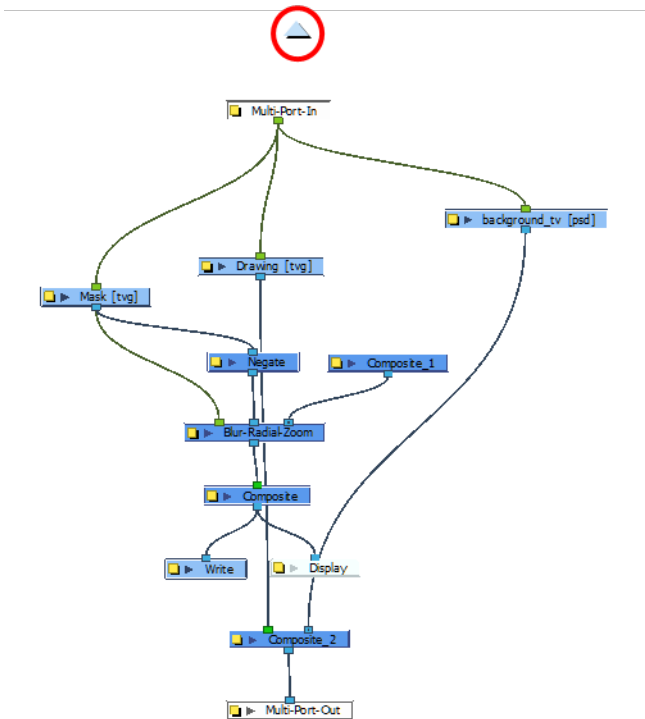 Multi-Port-In
background_tv [psd]
Drawing [tvg]
Mask [tvg]
Negate
Composite_1
Blur-Radial-Zoom
Composite
Write
Display
Composite_2
Multi-Port-Out